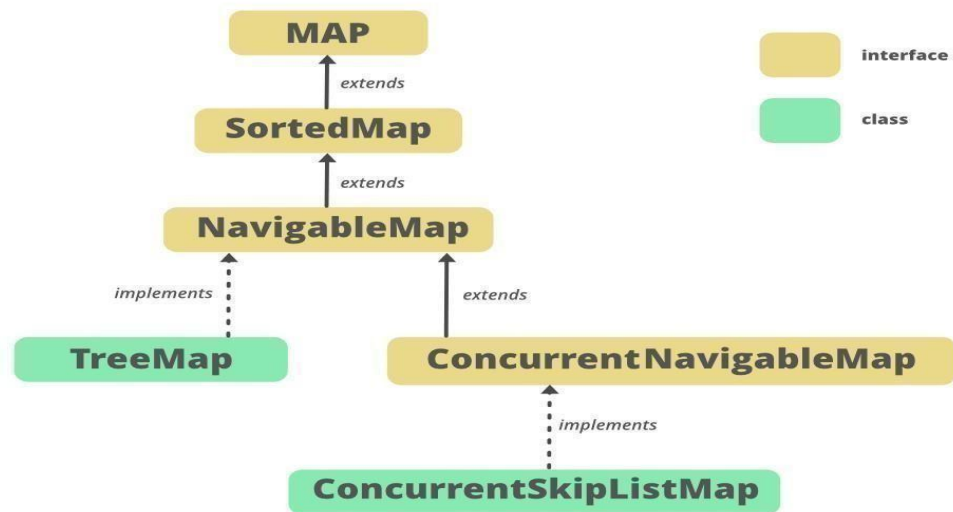 MAP
interface
extends
class
SortedMap
extends
NavigableMap
implements
extends
TreeMap
ConcurrentNavigableMap
implements
ConcurrentSkipListMap